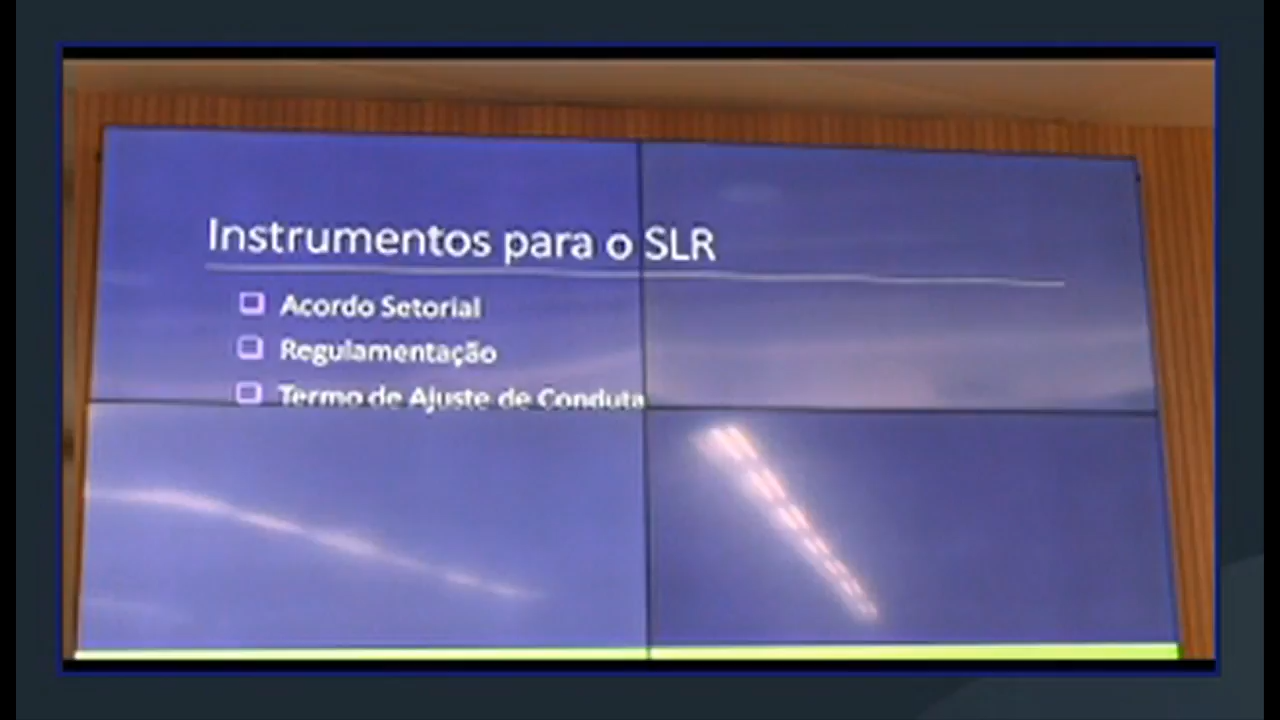 Instrumentos para o SLR
Acordo Setorial
Regulamentação
Termo de Ajuste de Conduta